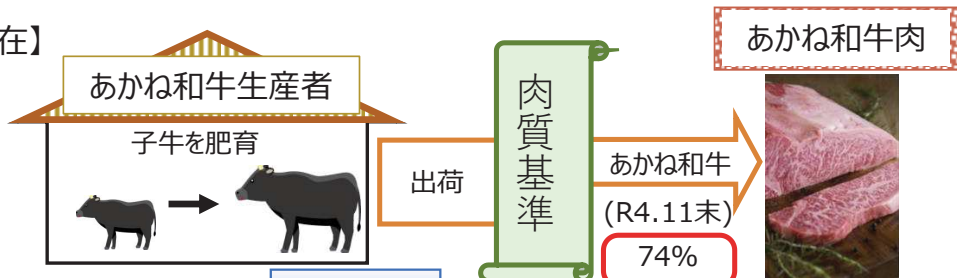 在】
あかね和牛生産者
子牛を肥育
出荷
肉質基準
あかね和牛
(R4.11末)
74%
あかね和牛肉